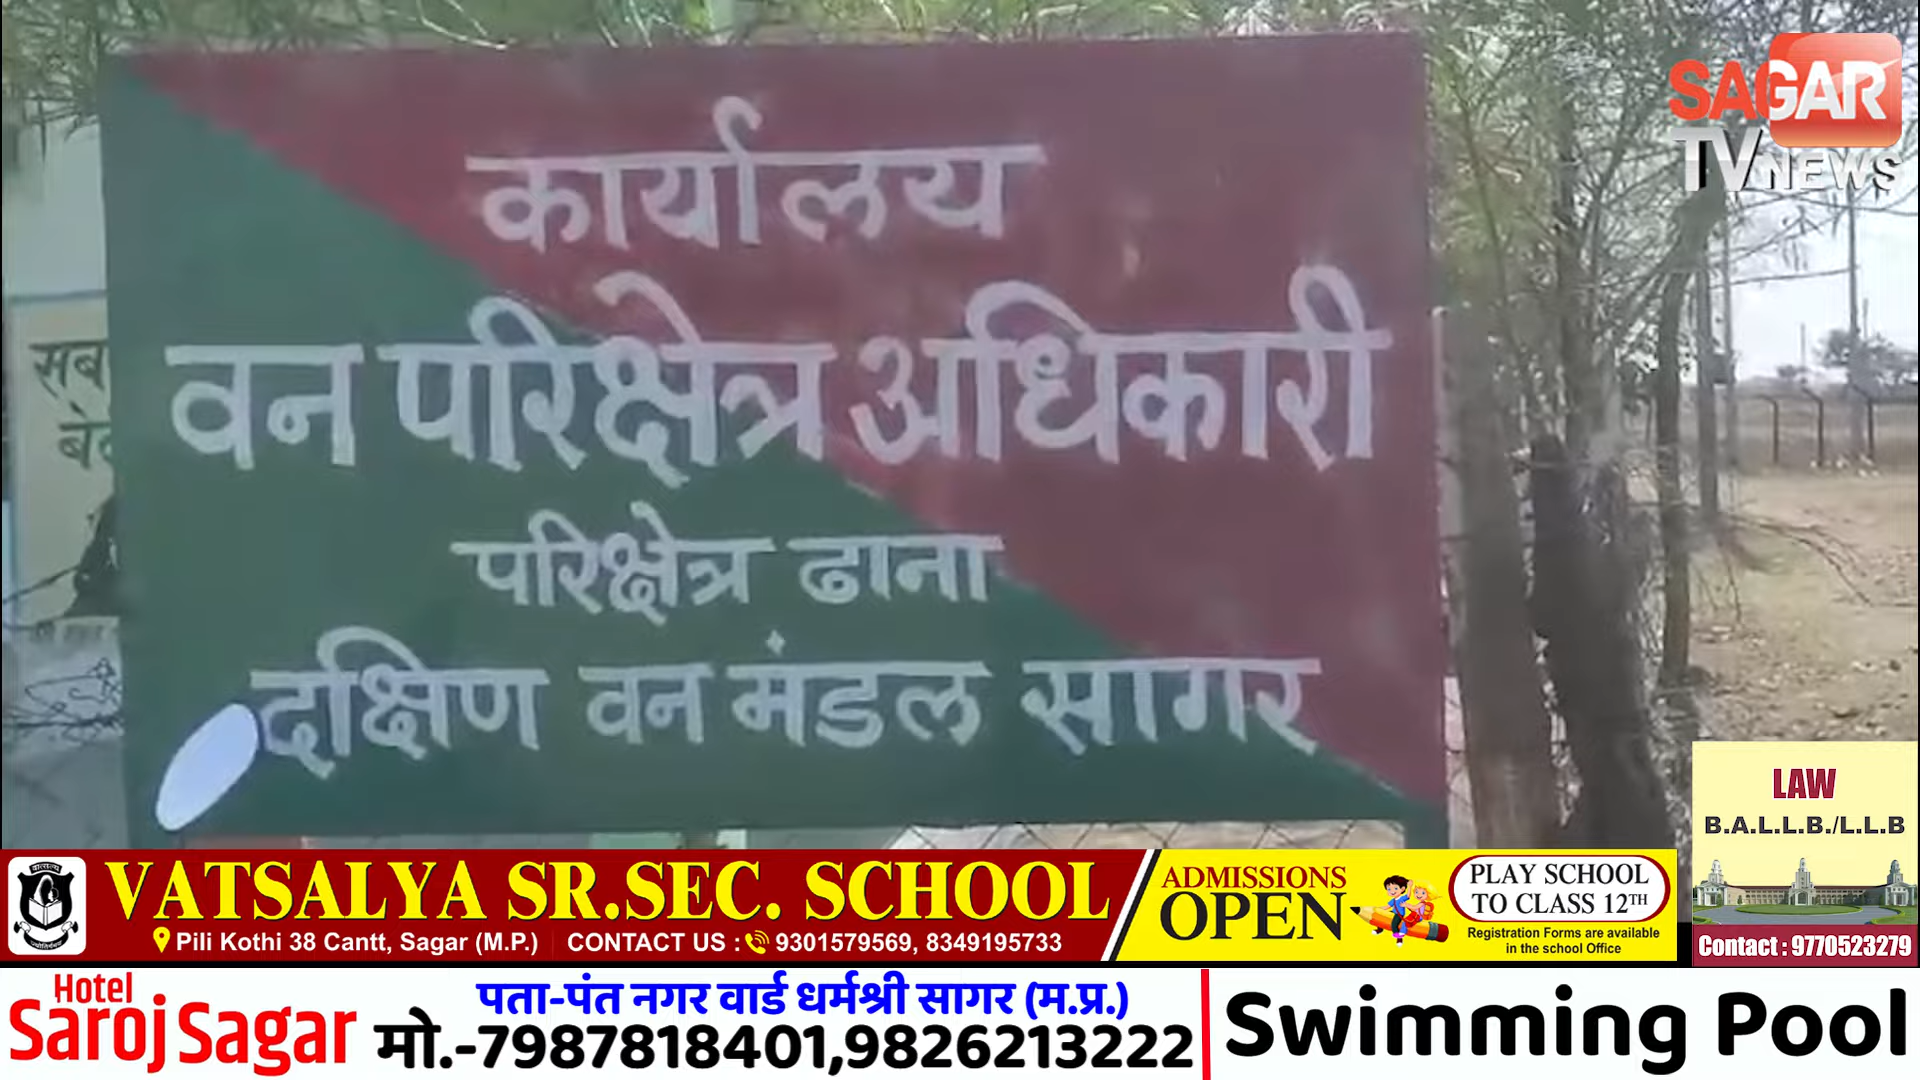 SAGAR
TV NEWS
कार्यालय
वन परिक्षेत्र अधिकारी
परिक्षेत्र ढाना
दक्षिण वन मंडल सागर
सब
LAW
B.A.L.L.B./L.L.B
Contact : 9770523279
VATSALYA SR.SEC. SCHOOL
Pili Kothi 38 Cantt, Sagar (M.P.)
CONTACT US : 9301579569, 8349195733
ADMISSIONS
OPEN
PLAY SCHOOL
TO CLASS 12TH
Registration Forms are available
in the school Office
Hotel
Saroj Sagar
पता-पंत नगर वार्ड धर्मश्री सागर (म.प्र.)
मो.-7987818401,9826213222
Swimming Pool